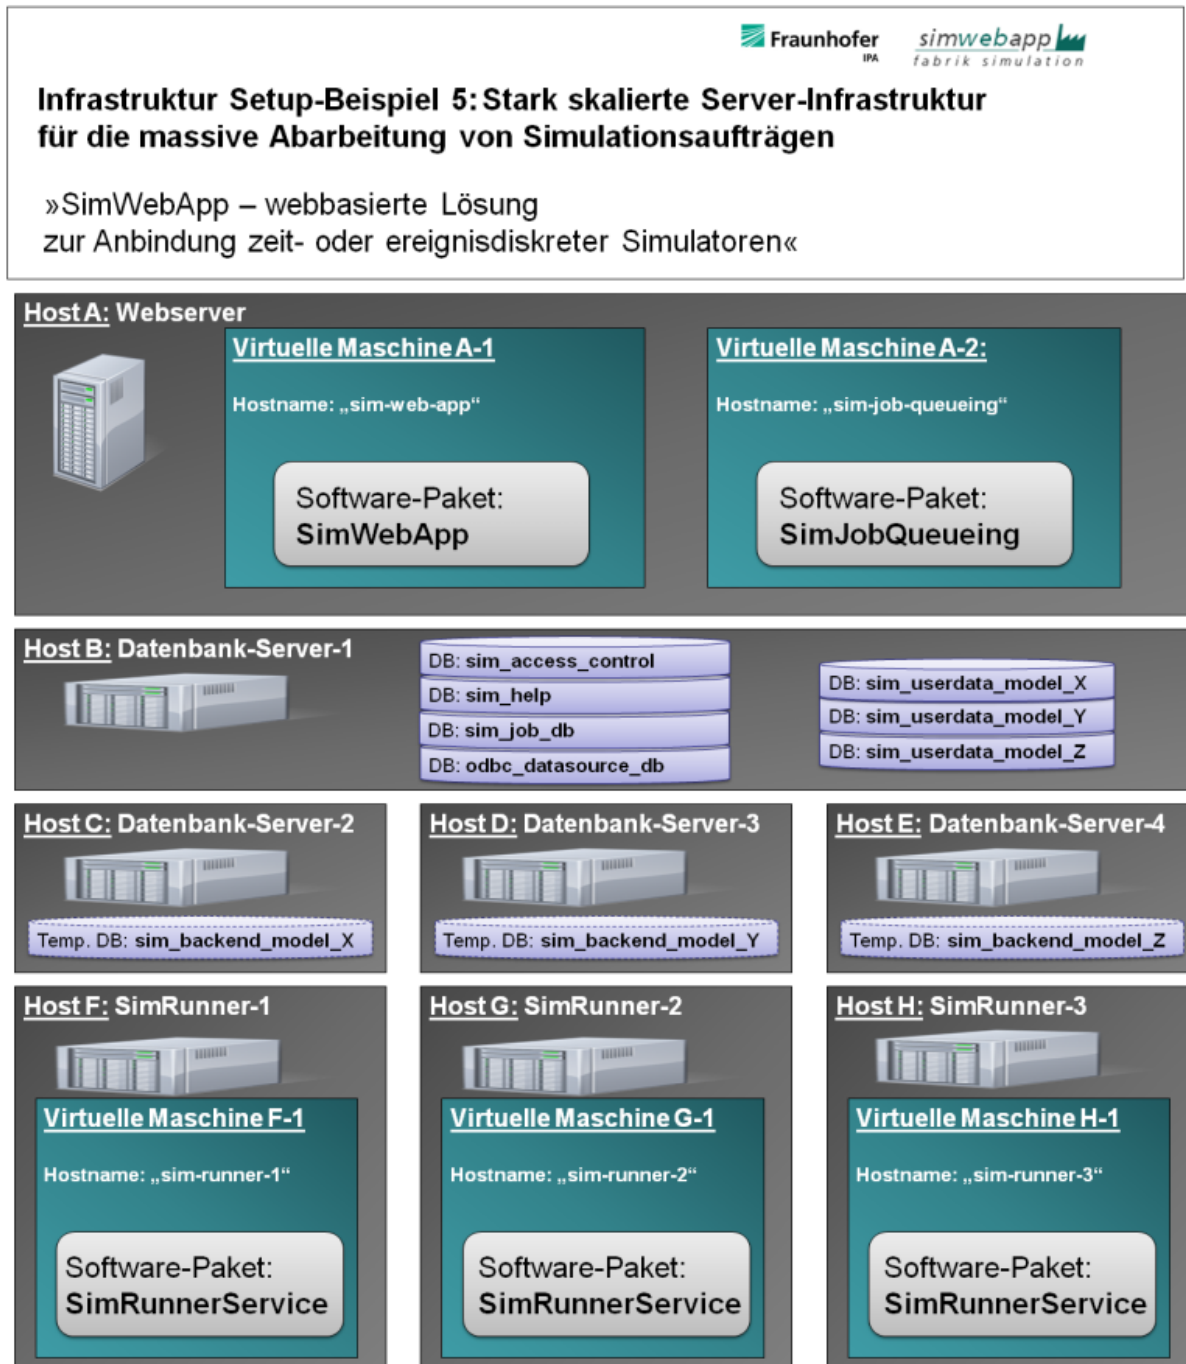 Fraunhofer
IPA
simwebapp
fabrik simulation
Infrastruktur Setup-Beispiel 5: Stark skalierte Server-Infrastruktur
für die massive Abarbeitung von Simulationsaufträgen
»SimWebApp – webbasierte Lösung
zur Anbindung zeit- oder ereignisdiskreter Simulatoren«
Host A: Webserver
Virtuelle Maschine A-1
Hostname: „sim-web-app“
Software-Paket:
SimWebApp
Virtuelle Maschine A-2:
Hostname: „sim-job-queueing“
Software-Paket:
SimJobQueueing
Host B: Datenbank-Server-1
DB: sim_access_control
DB: sim_help
DB: sim_job_db
DB: odbc_datasource_db
DB: sim_userdata_model_X
DB: sim_userdata_model_Y
DB: sim_userdata_model_Z
Host C: Datenbank-Server-2
Temp. DB: sim_backend_model_X
Host D: Datenbank-Server-3
Temp. DB: sim_backend_model_Y
Host E: Datenbank-Server-4
Temp. DB: sim_backend_model_Z
Host F: SimRunner-1
Virtuelle Maschine F-1
Hostname: „sim-runner-1“
Software-Paket:
SimRunnerService
Host G: SimRunner-2
Virtuelle Maschine G-1
Hostname: „sim-runner-2“
Software-Paket:
SimRunnerService
Host H: SimRunner-3
Virtuelle Maschine H-1
Hostname: „sim-runner-3“
Software-Paket:
SimRunnerService